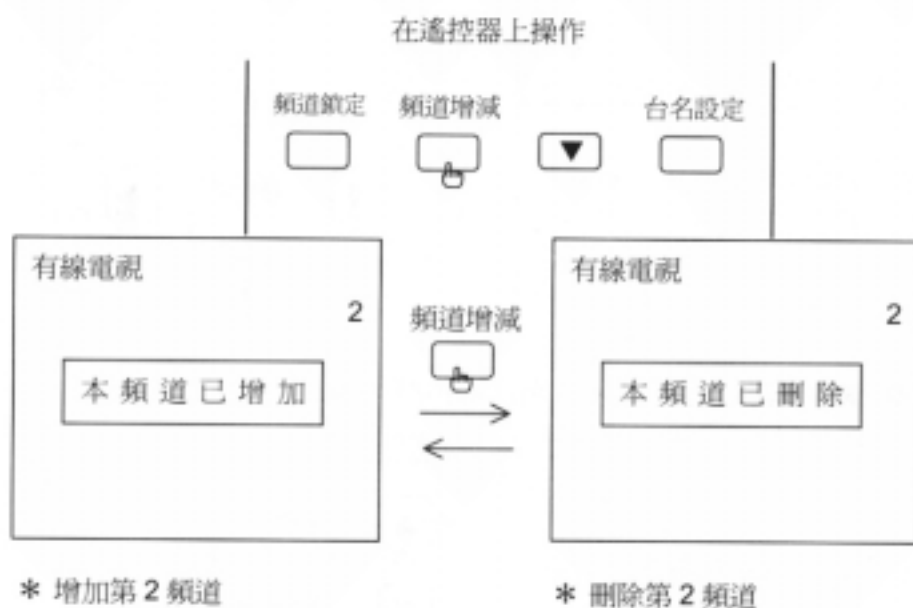 在遙控器上操作
頻道鎖定 頻道增減 ▼ 台名設定
有線電視
2
本頻道已增加
頻道增減
有線電視
2
本頻道已刪除
* 增加第 2 頻道
* 刪除第 2 頻道